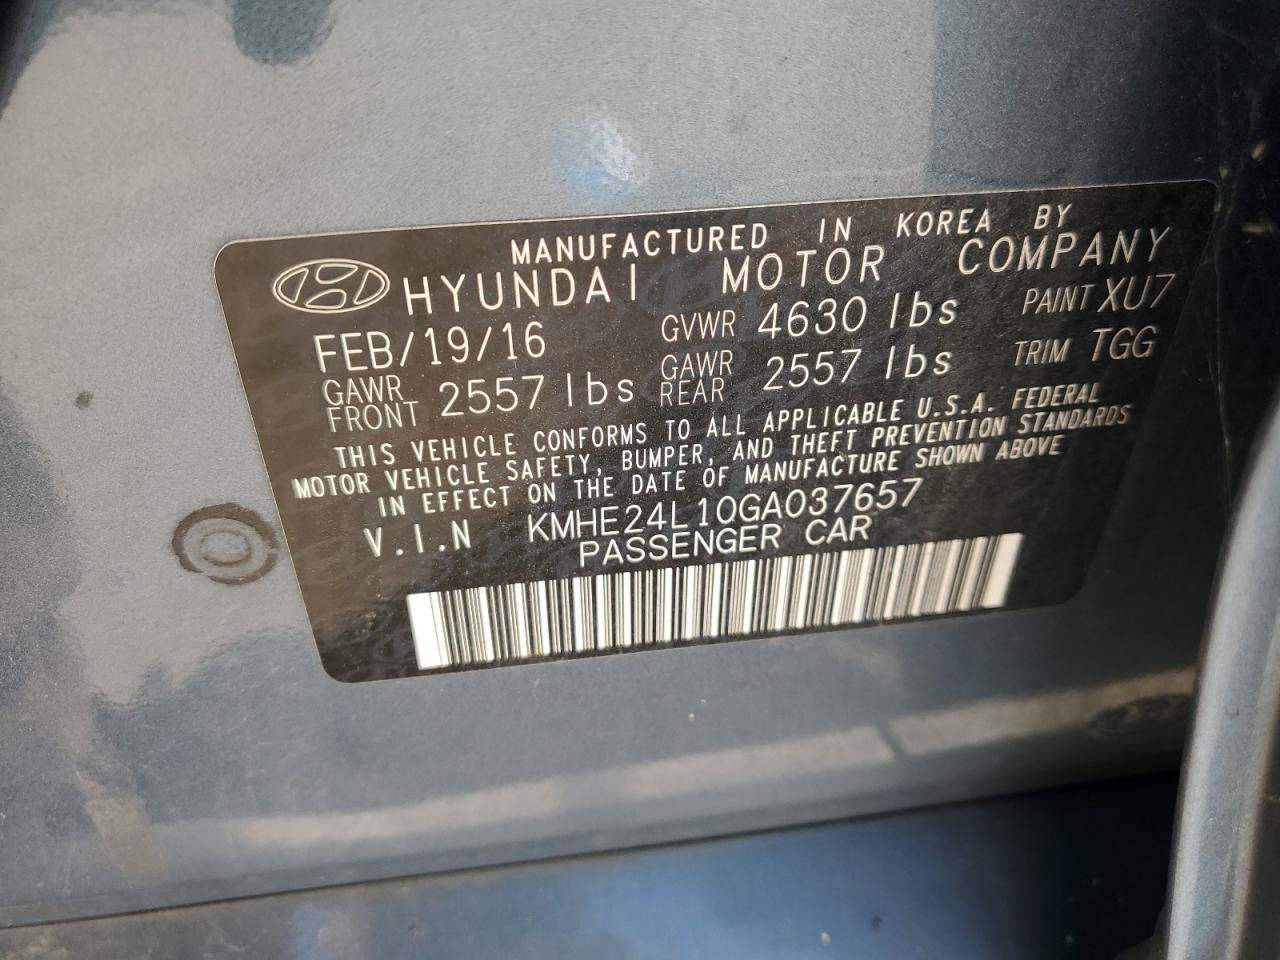 MANUFACTURED IN KOREA BY
HYUNDAI MOTOR COMPANY
FEB/19/16 GVWR 4630 lbs PAINT XU7
GAWR FRONT 2557 lbs GAWR REAR 2557 lbs TRIM TGG
THIS VEHICLE CONFORMS TO ALL APPLICABLE U.S.A. FEDERAL
MOTOR VEHICLE SAFETY, BUMPER, AND THEFT PREVENTION STANDARDS
IN EFFECT ON THE DATE OF MANUFACTURE SHOWN ABOVE
V.I.N KMHE24L10GA037657
PASSENGER CAR